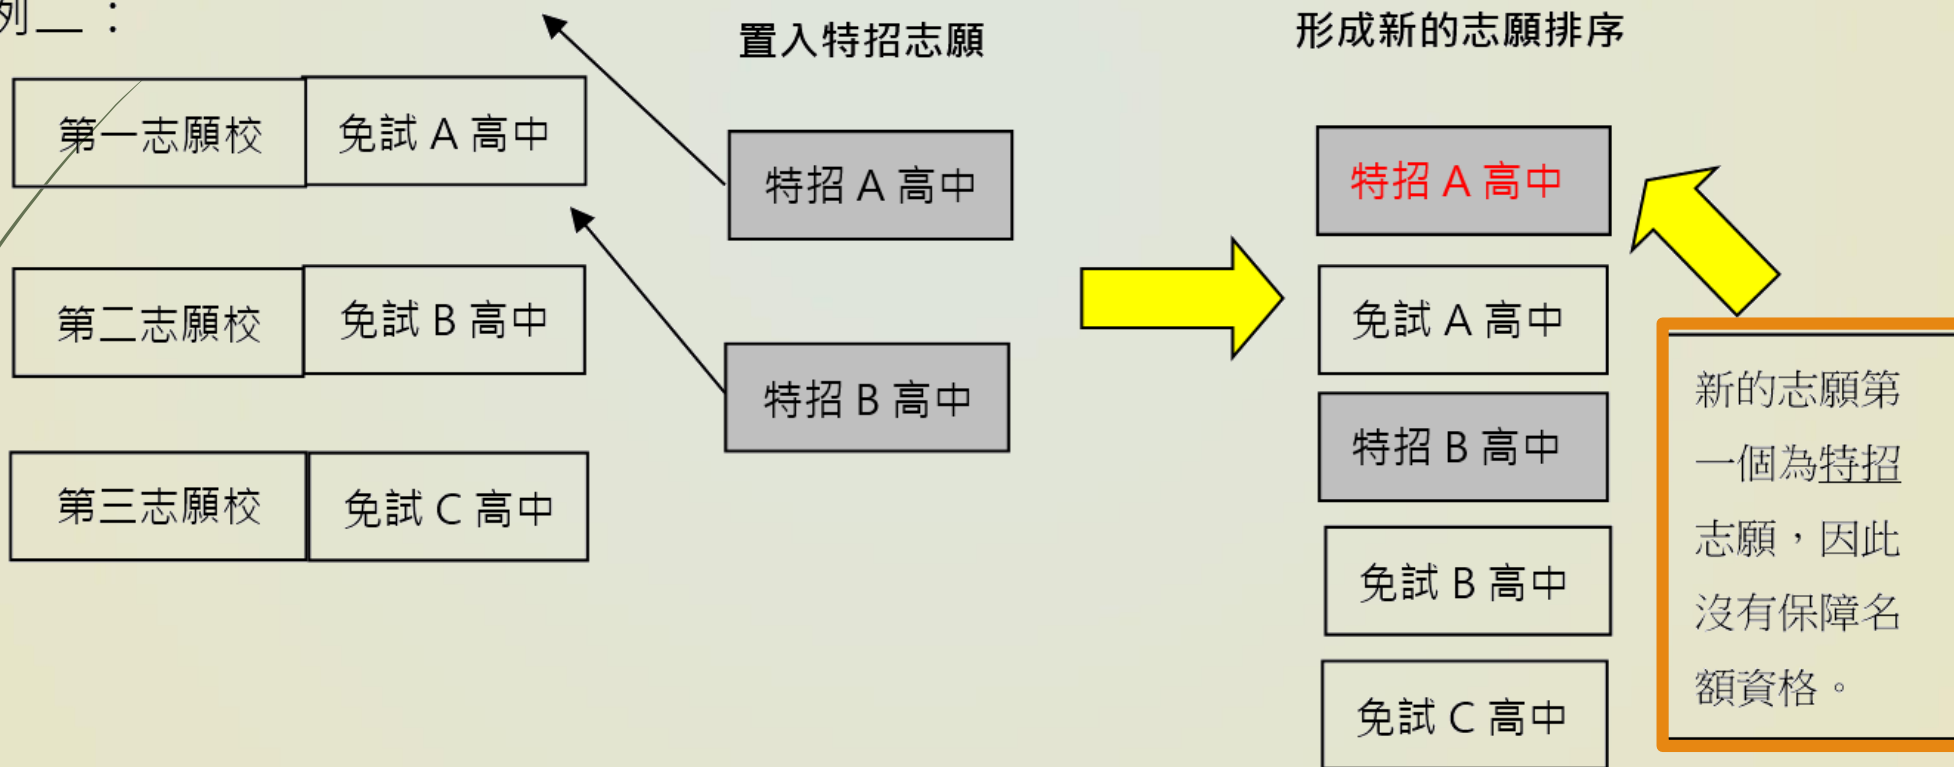 例二：
置入特招志願
形成新的志願排序
第一志願校 免試 A 高中
特招 A 高中
第二志願校 免試 B 高中
特招 B 高中
第三志願校 免試 C 高中
特招 A 高中
免試 A 高中
特招 B 高中
免試 B 高中
免試 C 高中
新的志願第
一個為特招
志願，因此
沒有保障名
額資格。